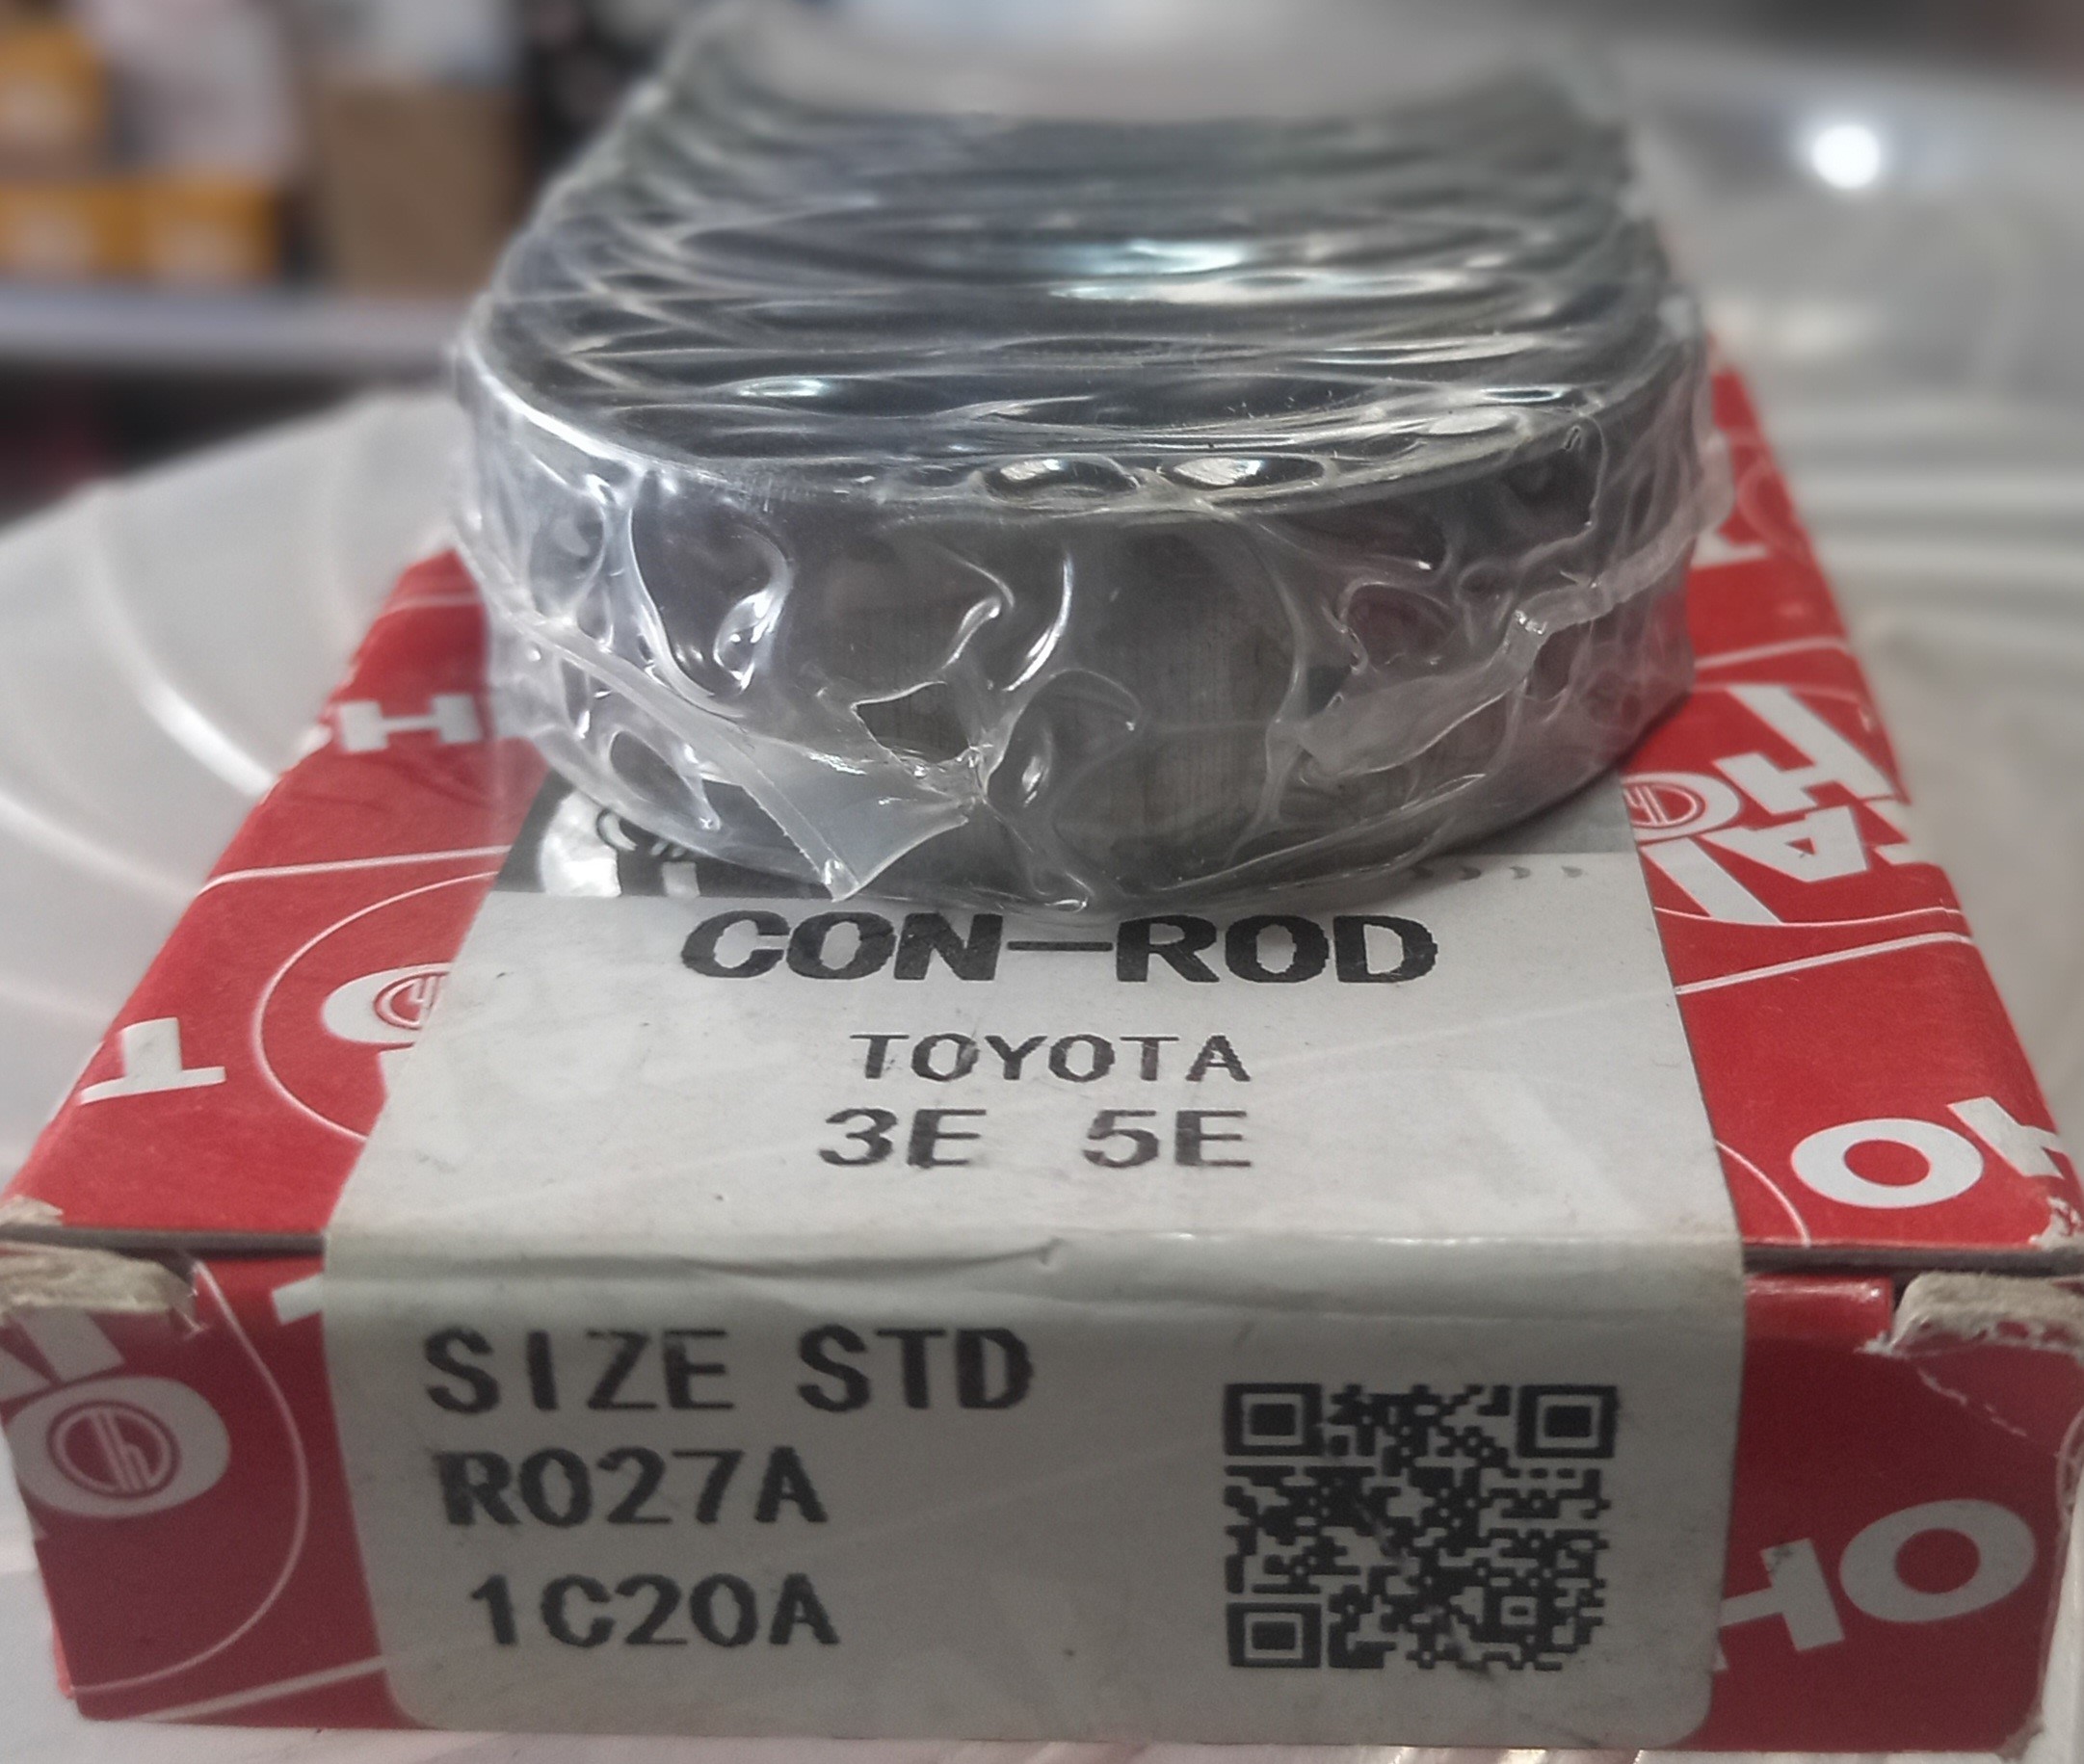 CON-ROD
TOYOTA
3E 5E
SIZE STD
R027A
1C20A